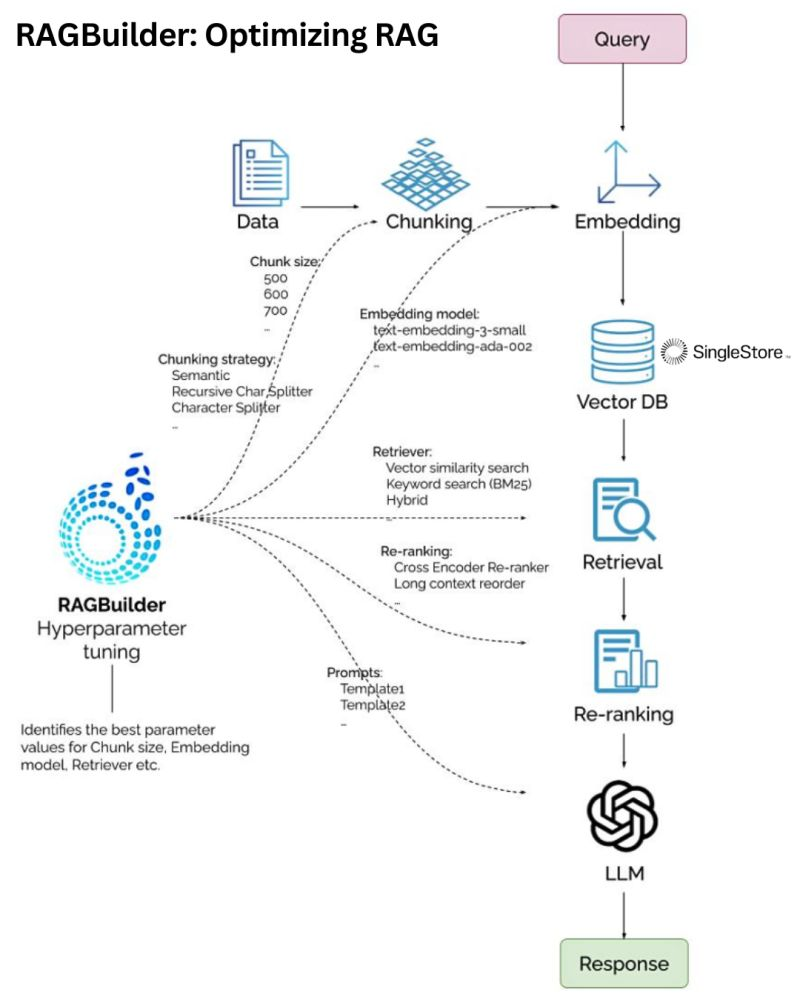 RAGBuilder: Optimizing RAG
Query
Data
Chunking
Embedding
Chunk size:
500
600
700
...
Embedding model:
text-embedding-3-small
text-embedding-ada-002
...
SingleStore
Chunking strategy:
Semantic
Recursive Char Splitter
Character Splitter
...
Vector DB
Retriever:
Vector similarity search
Keyword search (BM25)
Hybrid
...
Retrieval
Re-ranking:
Cross Encoder Re-ranker
Long context reorder
...
RAGBuilder
Hyperparameter
tuning
Prompts:
Template1
Template2
...
Re-ranking
Identifies the best parameter
values for Chunk size, Embedding
model, Retriever etc.
LLM
Response